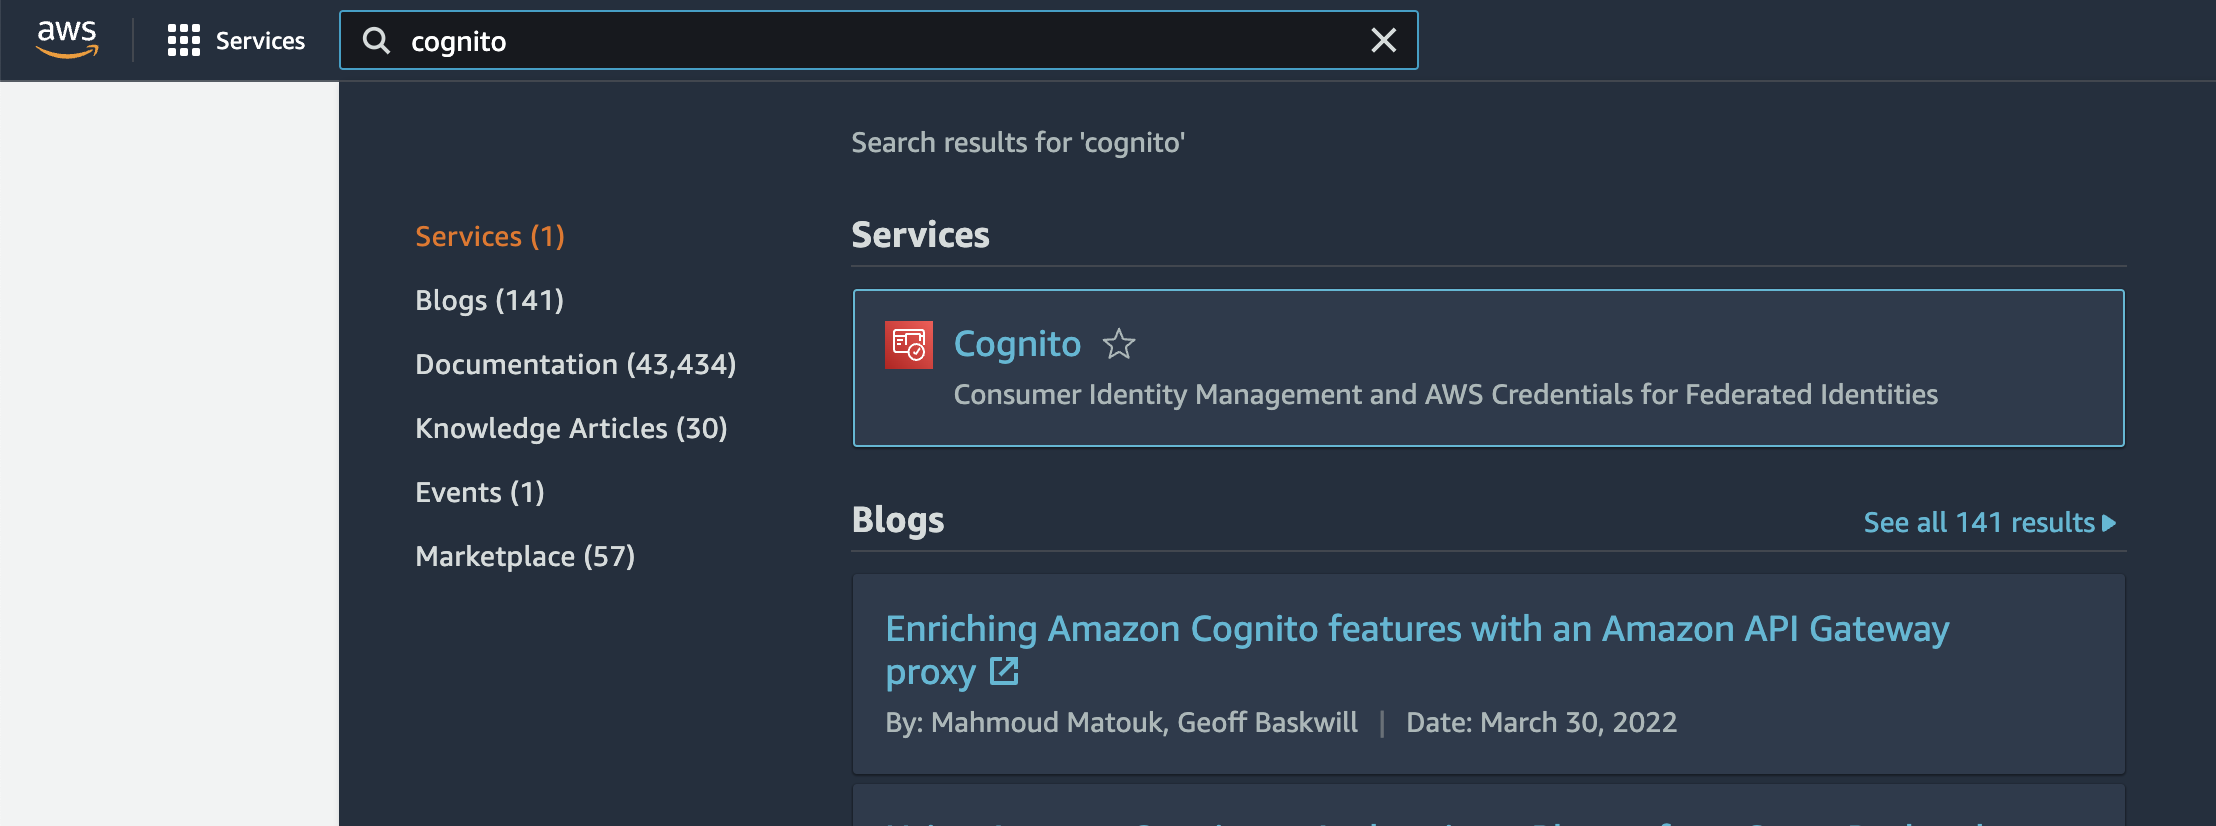 aws
Services
cognito
Search results for 'cognito'
Services (1)
Blogs (141)
Documentation (43,434)
Knowledge Articles (30)
Events (1)
Marketplace (57)
Services
Cognito
Consumer Identity Management and AWS Credentials for Federated Identities
Blogs
See all 141 results
Enriching Amazon Cognito features with an Amazon API Gateway
proxy
By: Mahmoud Matouk, Geoff Baskwill | Date: March 30, 2022